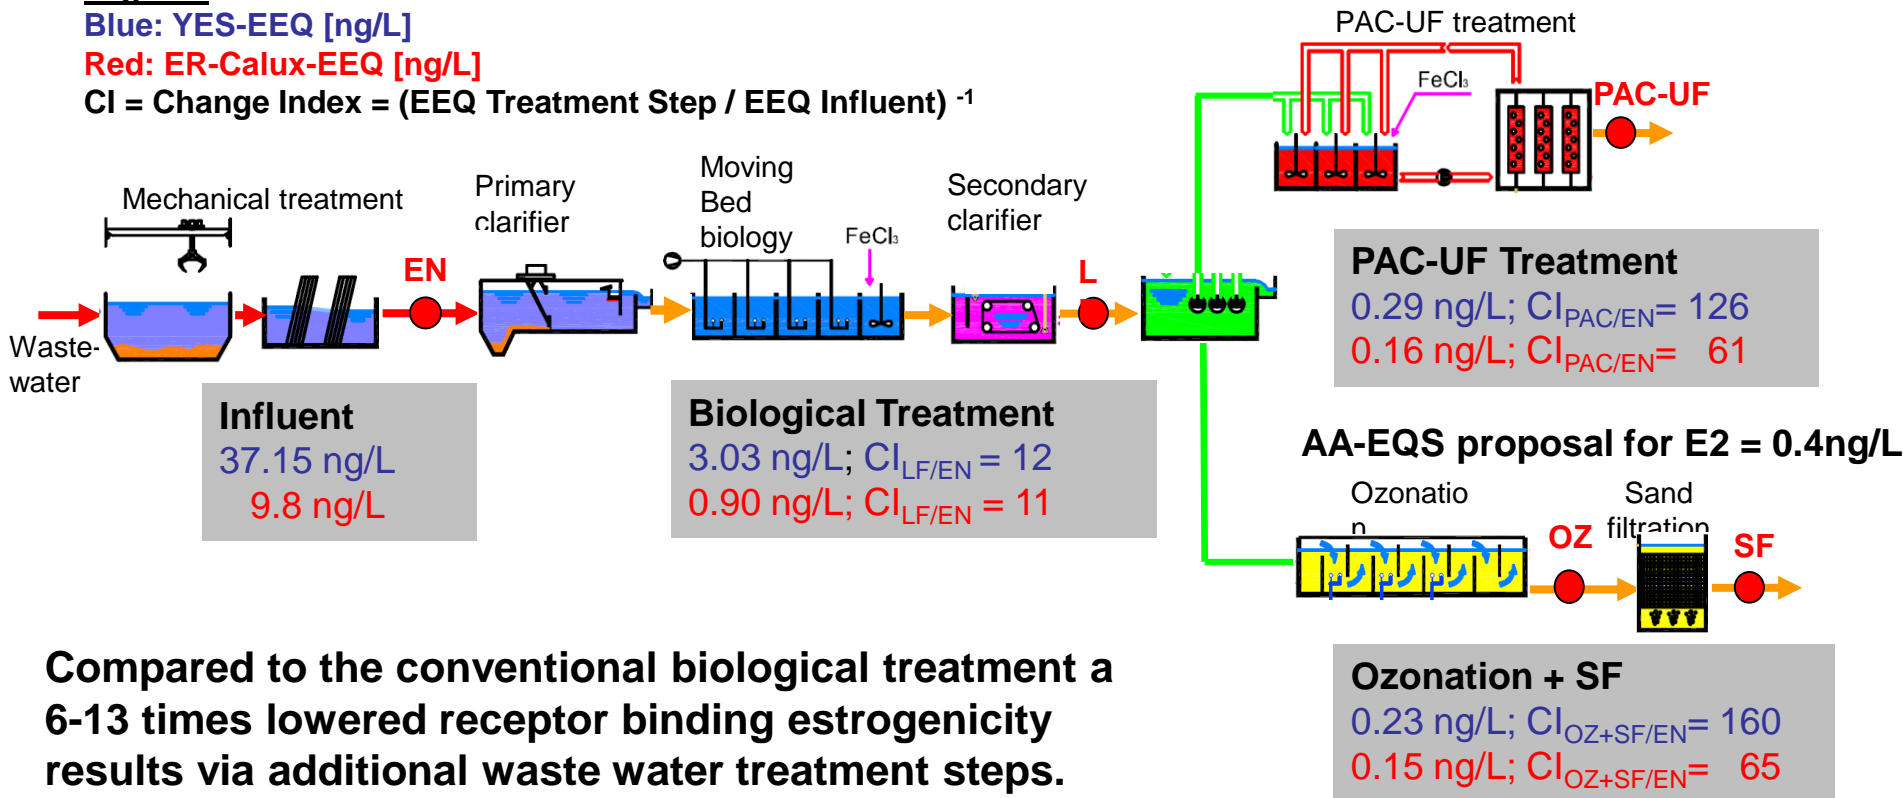 Blue: YES-EEQ [ng/L]
Red: ER-Calux-EEQ [ng/L]
CI = Change Index = (EEQ Treatment Step / EEQ Influent) -1
PAC-UF treatment
FeCl3
PAC-UF
Mechanical treatment
Primary
clarifier
Moving
Bed
biology
FeCl3
Secondary
clarifier
EN
L
Waste-
water
Influent
37.15 ng/L
9.8 ng/L
Biological Treatment
3.03 ng/L; CILF/EN = 12
0.90 ng/L; CILF/EN = 11
PAC-UF Treatment
0.29 ng/L; CIPAC/EN= 126
0.16 ng/L; CIPAC/EN= 61
AA-EQS proposal for E2 = 0.4ng/L
Ozonatio
n
Sand
filtration
OZ
SF
Ozonation + SF
0.23 ng/L; CIOZ+SF/EN= 160
0.15 ng/L; CIOZ+SF/EN= 65
Compared to the conventional biological treatment a
6-13 times lowered receptor binding estrogenicity
results via additional waste water treatment steps.